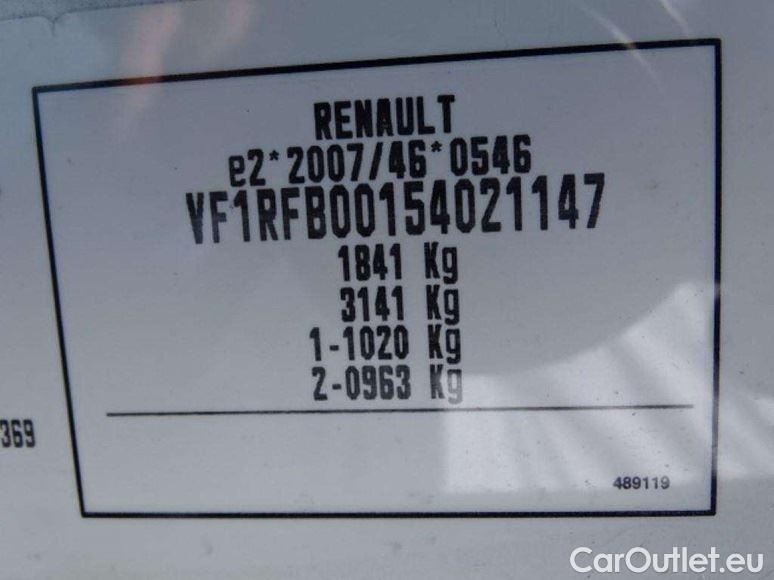 RENAULT
e2*2007/46*0546
VF1RFB00154021147
1841 Kg
3141 Kg
1-1020 Kg
2-0963 Kg
369
489119
CarOutlet.eu